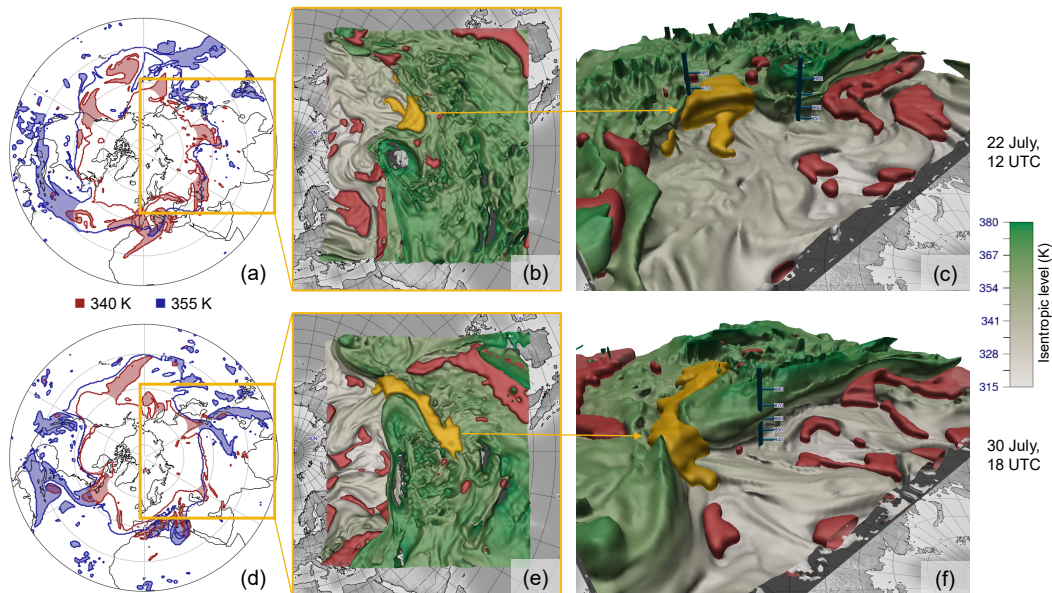 (a)
(b)
(c)
22 July,
12 UTC
340 K
355 K
380
367
354
341
328
315
Isentropic level (K)
(d)
(e)
(f)
30 July,
18 UTC